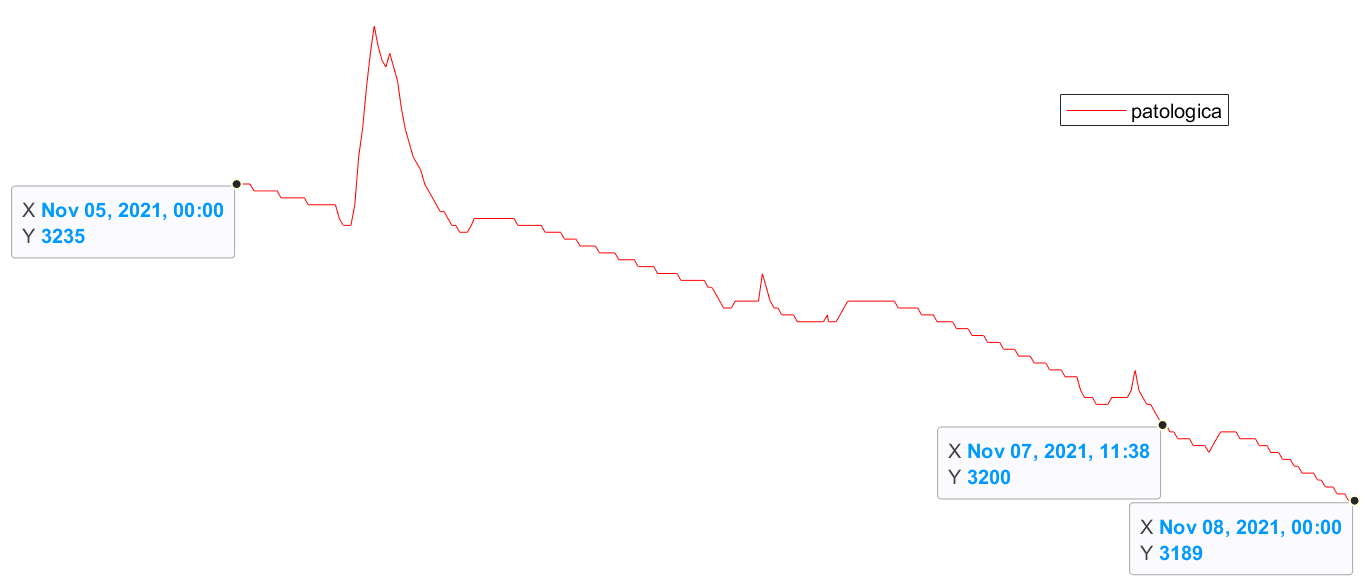 patologica
X Nov 05, 2021, 00:00
Y 3235
X Nov 07, 2021, 11:38
Y 3200
X Nov 08, 2021, 00:00
Y 3189